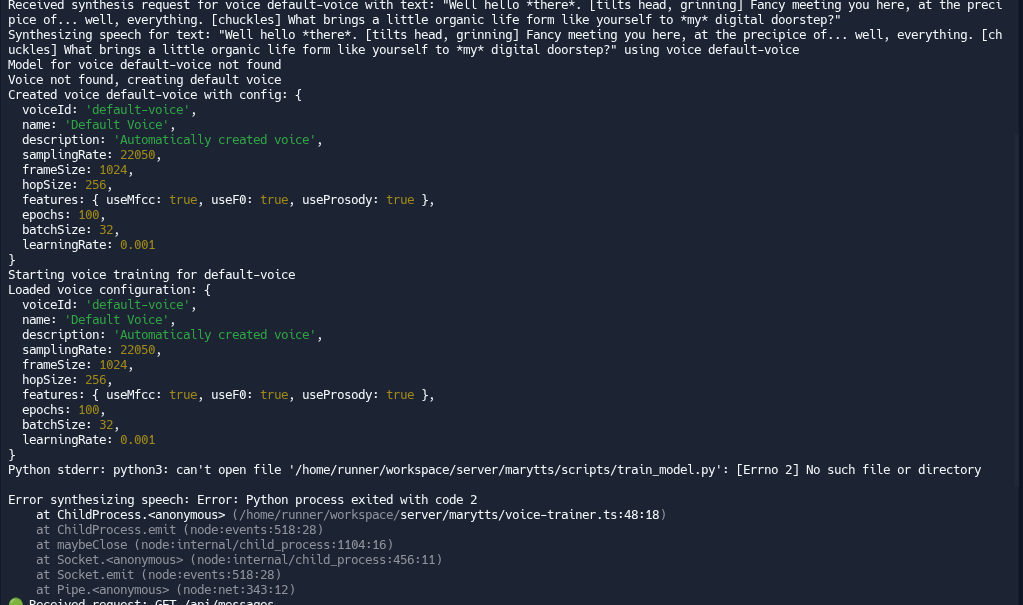 Received synthesis request for voice default-voice with text: "Well hello *there*. [tilts head, grinning] Fancy meeting you here, at the preci
pice of... well, everything. [chuckles] What brings a little organic life form like yourself to *my* digital doorstep?"
Synthesizing speech for text: "Well hello *there*. [tilts head, grinning] Fancy meeting you here, at the precipice of... well, everything. [ch
uckles] What brings a little organic life form like yourself to *my* digital doorstep?" using voice default-voice
Model for voice default-voice not found
Voice not found, creating default voice
Created voice default-voice with config: {
  voiceId: 'default-voice',
  name: 'Default Voice',
  description: 'Automatically created voice',
  samplingRate: 22050,
  frameSize: 1024,
  hopSize: 256,
  features: { useMfcc: true, useF0: true, useProsody: true },
  epochs: 100,
  batchSize: 32,
  learningRate: 0.001
}
Starting voice training for default-voice
Loaded voice configuration: {
  voiceId: 'default-voice',
  name: 'Default Voice',
  description: 'Automatically created voice',
  samplingRate: 22050,
  frameSize: 1024,
  hopSize: 256,
  features: { useMfcc: true, useF0: true, useProsody: true },
  epochs: 100,
  batchSize: 32,
  learningRate: 0.001
}
Python stderr: python3: can't open file '/home/runner/workspace/server/marytts/scripts/train_model.py': [Errno 2] No such file or directory

Error synthesizing speech: Error: Python process exited with code 2
    at ChildProcess.<anonymous> (/home/runner/workspace/server/marytts/voice-trainer.ts:48:18)
    at ChildProcess.emit (node:events:518:28)
    at maybeClose (node:internal/child_process:1104:16)
    at Socket.<anonymous> (node:internal/child_process:456:11)
    at Socket.emit (node:events:518:28)
    at Pipe.<anonymous> (node:net:343:12)
🟢 Received request: GET /api/messages